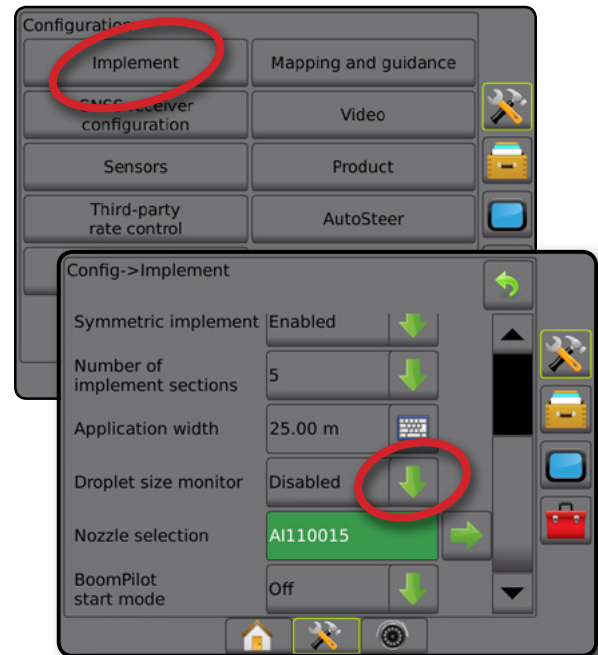 Configuration
Implement
Mapping and guidance
GNSS receiver
configuration
Video
Sensors
Product
Third-party
rate control
AutoSteer
Config->Implement
Symmetric implement
Enabled
Number of
implement sections
5
Application width
25.00 m
Droplet size monitor
Disabled
Nozzle selection
AI110015
BoomPilot
start mode
Off